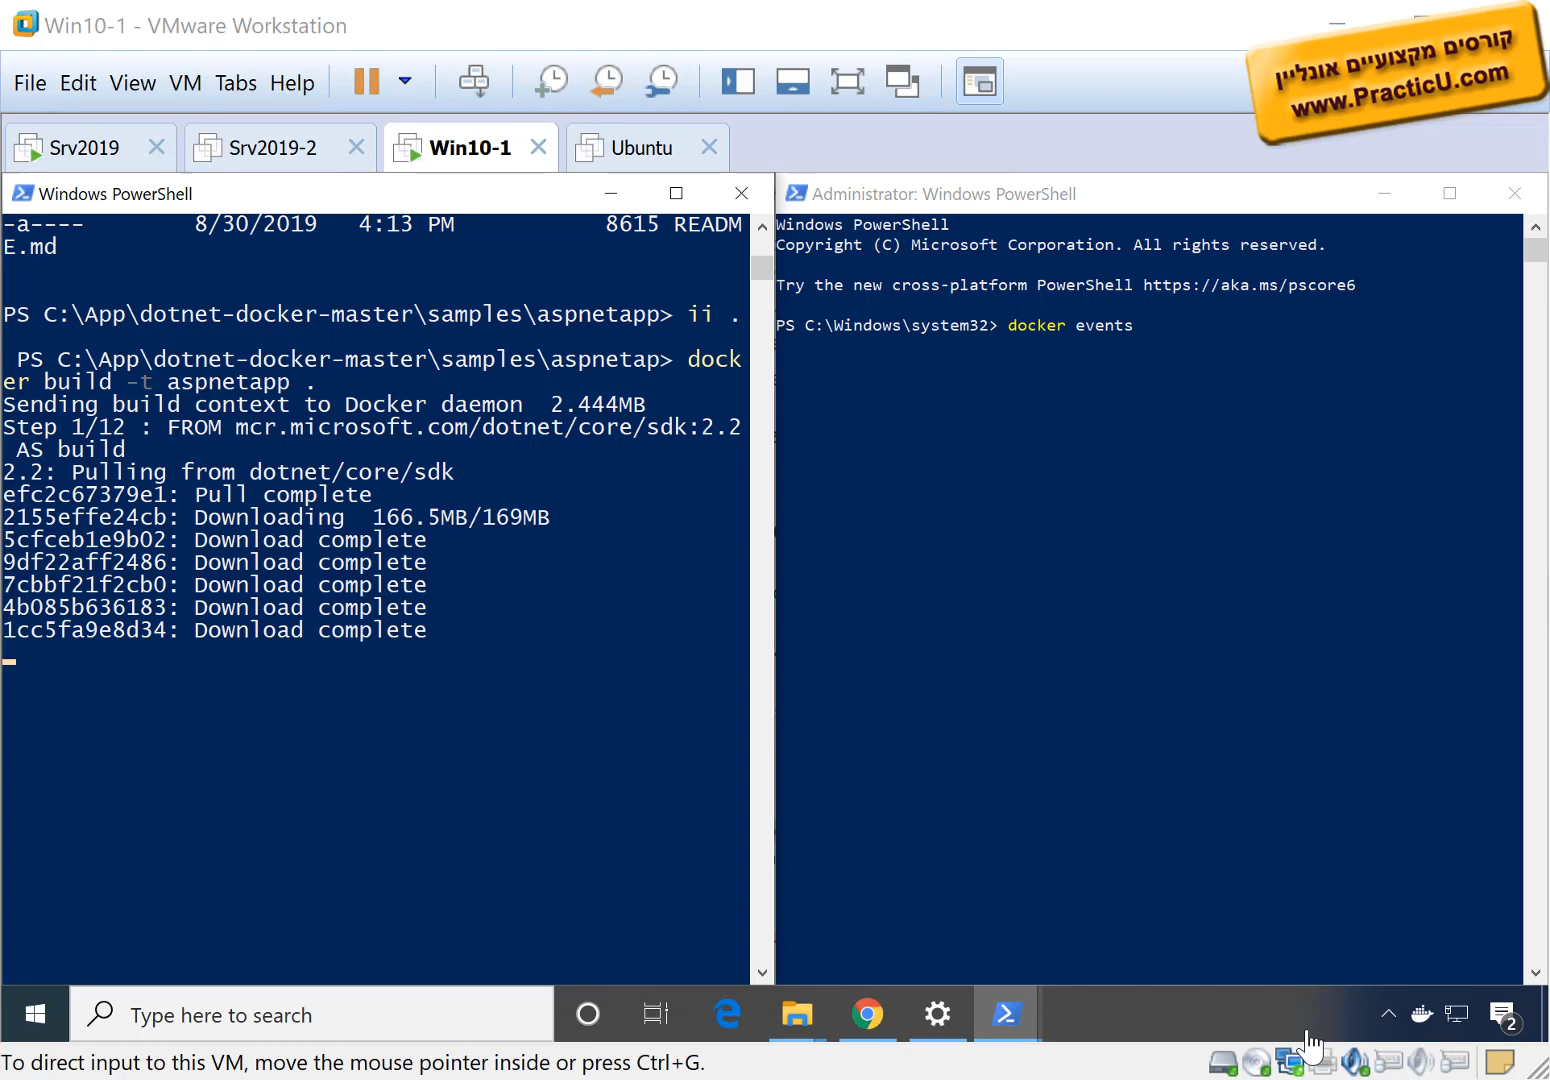 Win10-1 - VMware Workstation
קורסים מקצועיים אונליין
www.PracticU.com
File Edit View VM Tabs Help
Srv2019 Srv2019-2 Win10-1 Ubuntu
Windows PowerShell
-a---- 8/30/2019 4:13 PM 8615 READM
E.md
PS C:\App\dotnet-docker-master\samples\aspnetapp> ii .
PS C:\App\dotnet-docker-master\samples\aspnetap> dock
er build -t aspnetapp .
Sending build context to Docker daemon 2.444MB
Step 1/12 : FROM mcr.microsoft.com/dotnet/core/sdk:2.2
AS build
2.2: Pulling from dotnet/core/sdk
efc2c67379e1: Pull complete
2155effe24cb: Downloading 166.5MB/169MB
5cfceb1e9b02: Download complete
9df22aff2486: Download complete
7cbbf21f2cb0: Download complete
4b085b636183: Download complete
1cc5fa9e8d34: Download complete
Administrator: Windows PowerShell
Windows PowerShell
Copyright (C) Microsoft Corporation. All rights reserved.
Try the new cross-platform PowerShell https://aka.ms/pscore6
PS C:\Windows\system32> docker events
Type here to search
2
To direct input to this VM, move the mouse pointer inside or press Ctrl+G.